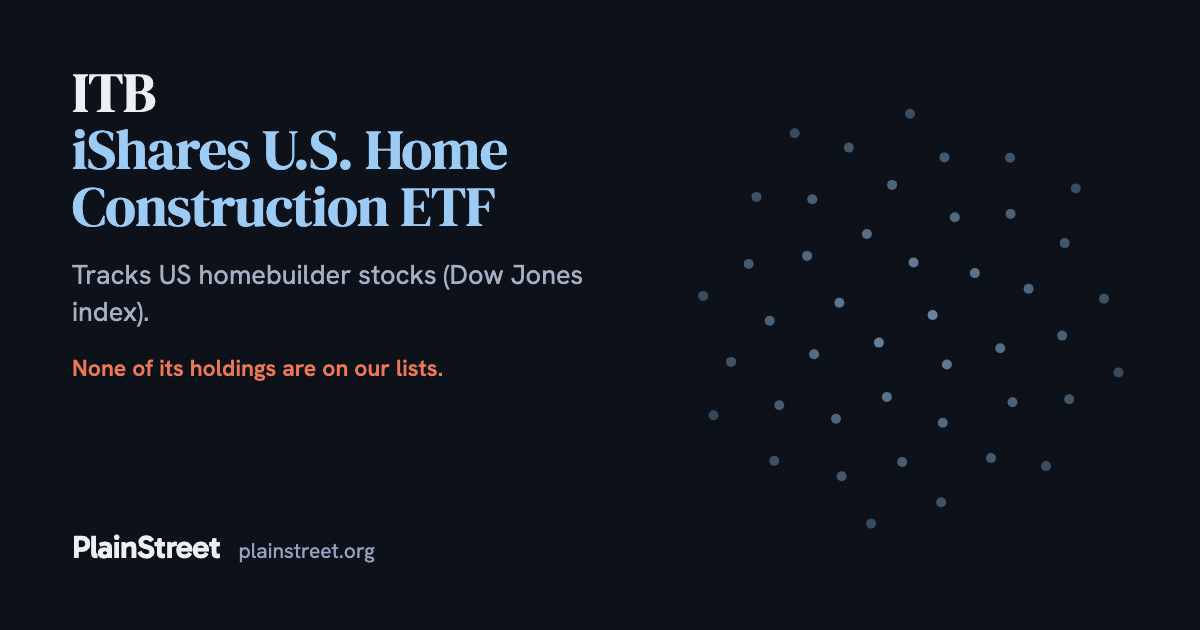 ITB
iShares U.S. Home
Construction ETF
Tracks US homebuilder stocks (Dow Jones
index).
None of its holdings are on our lists.
PlainStreet plainstreet.org